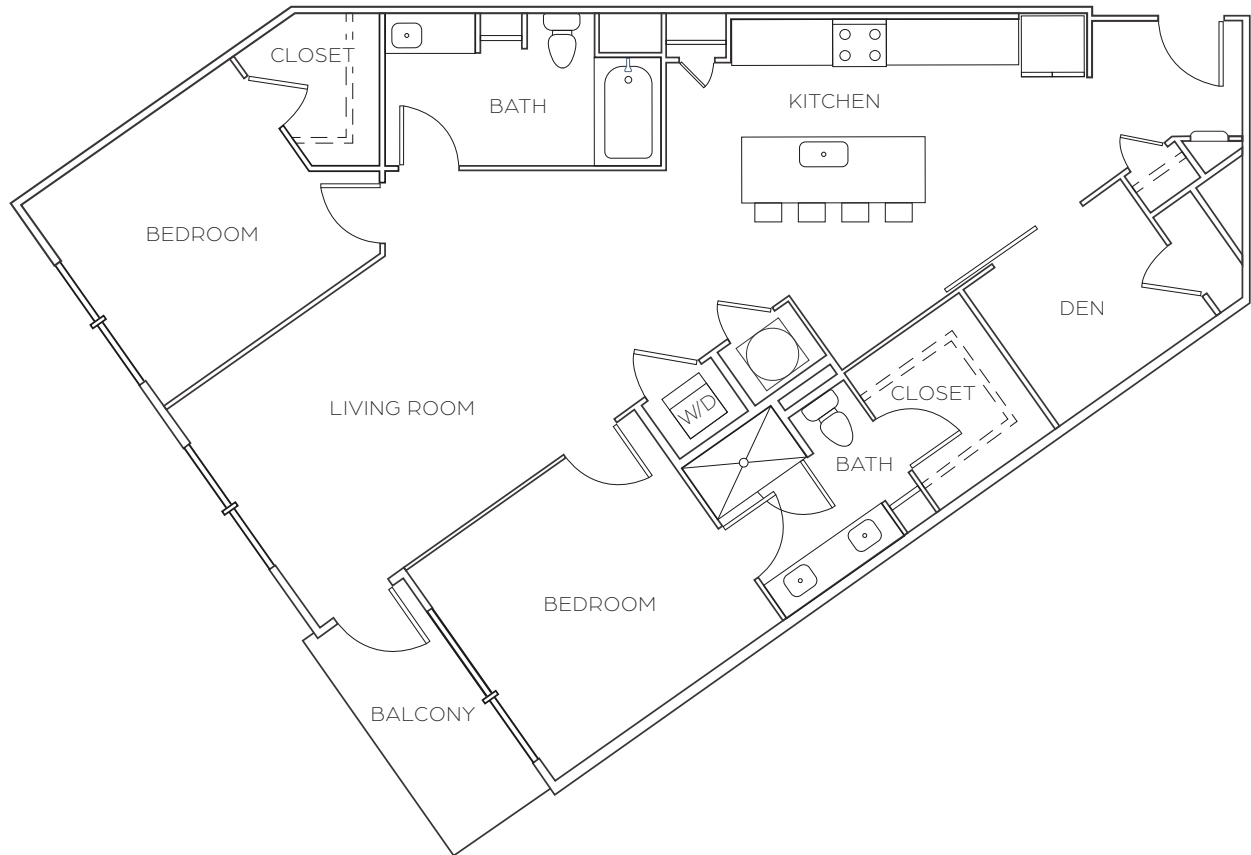 CLOSET
BATH
KITCHEN
BEDROOM
DEN
LIVING ROOM
W/D
CLOSET
BATH
BEDROOM
BALCONY